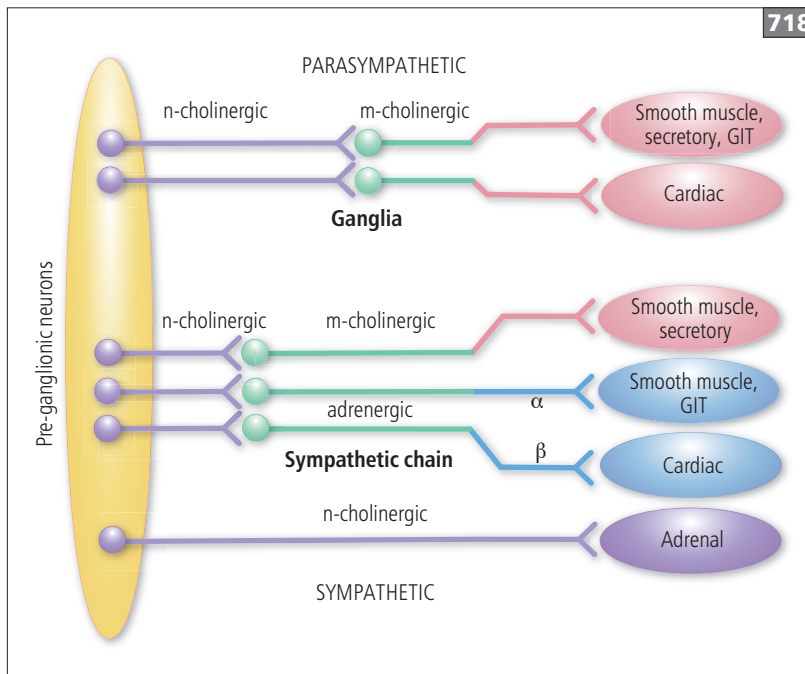 718
PARASYMPATHETIC
n-cholinergic
m-cholinergic
Smooth muscle,
secretory, GIT
Cardiac
Ganglia
Pre-ganglionic neurons
n-cholinergic
m-cholinergic
Smooth muscle,
secretory
adrenergic
α
Smooth muscle,
GIT
Sympathetic chain
β
Cardiac
n-cholinergic
Adrenal
SYMPATHETIC